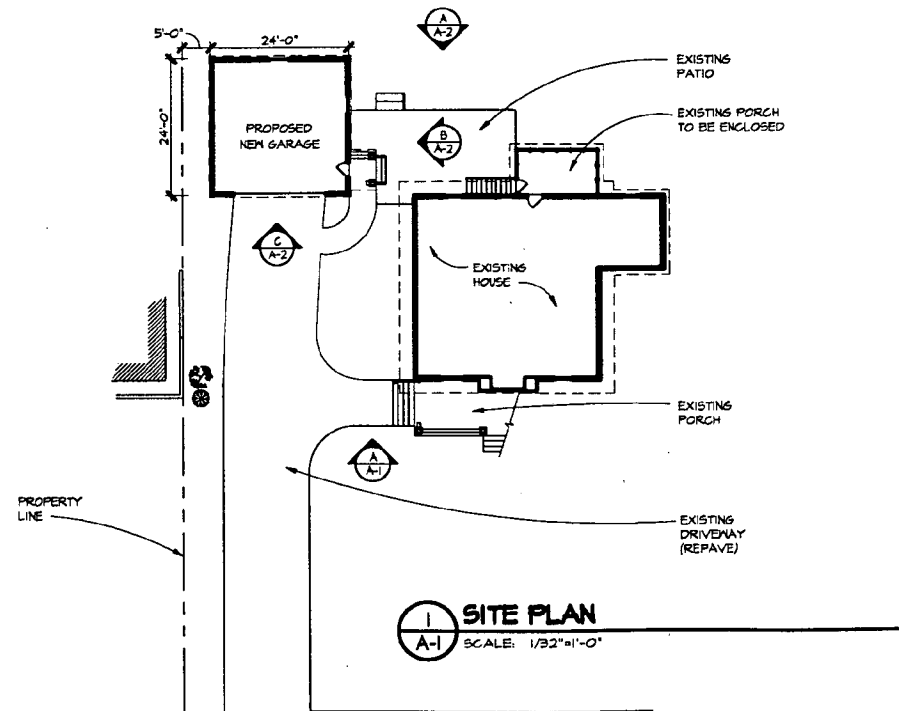 A
A-2
5'-0"
24'-0"
24'-0"
EXISTING
PATIO
EXISTING PORCH
TO BE ENCLOSED
PROPOSED
NEW GARAGE
B
A-2
C
A-2
EXISTING
HOUSE
EXISTING
PORCH
A
A-1
PROPERTY
LINE
EXISTING
DRIVEWAY
(REPAVE)
1
A-1
SITE PLAN
SCALE: 1/32"=1'-0"